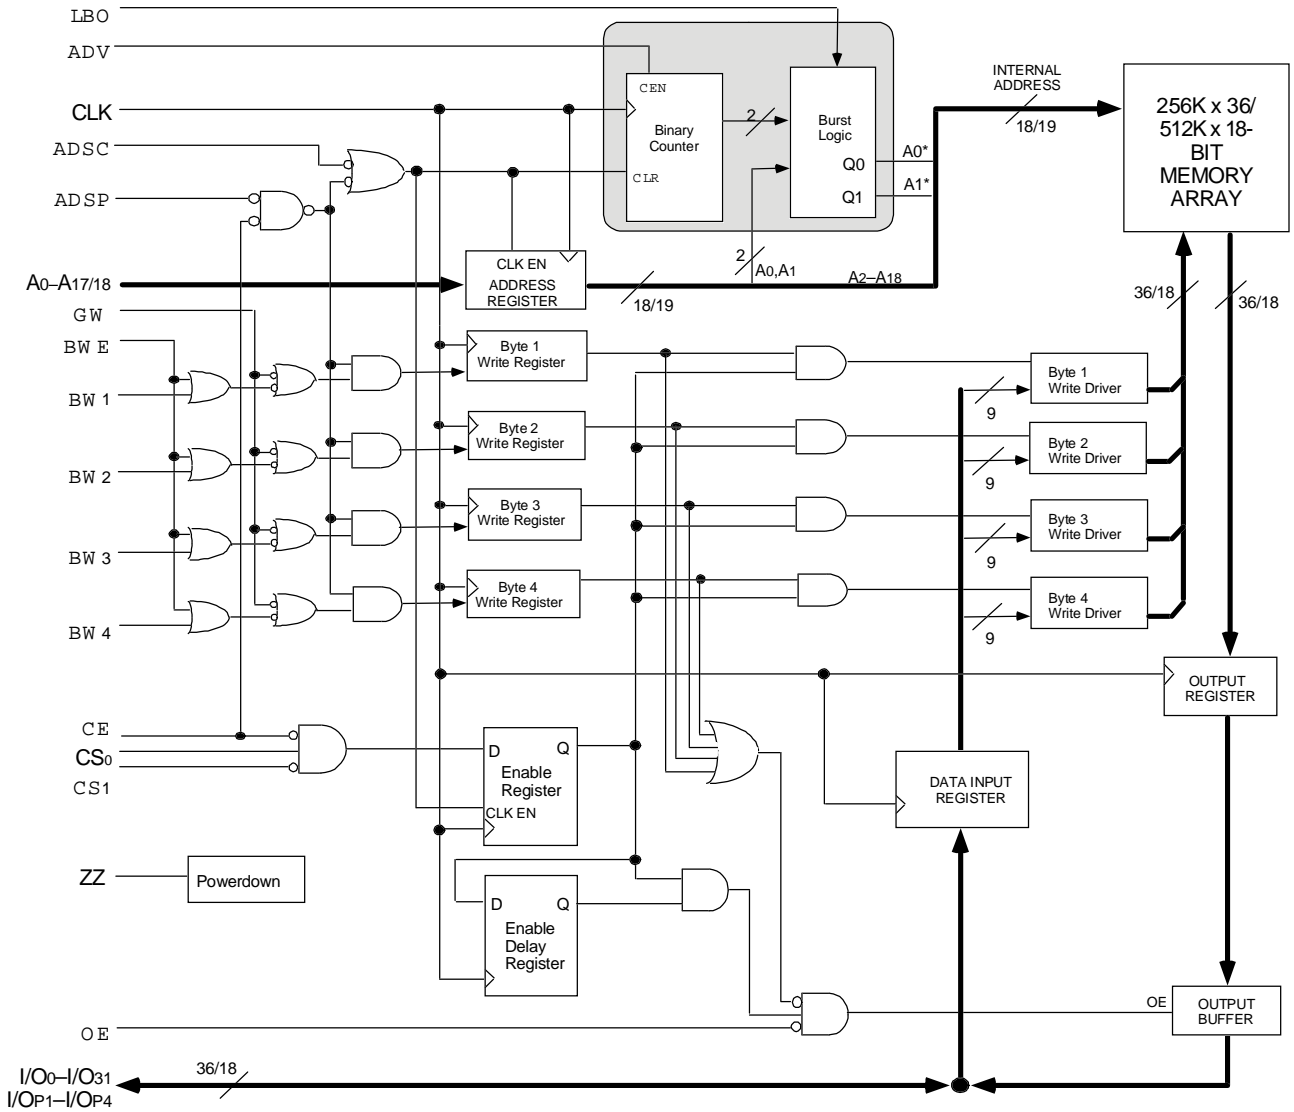 LBO
ADV
CLK
ADSC
ADSP
A0–A17/18
GW
BWE
BW1
BW2
BW3
BW4
CE
CS0
CS1
ZZ
OE
I/O0–I/O31
I/OP1–I/OP4
36/18
CEN
Binary
Counter
CLR
2
Burst
Logic
Q0
Q1
A0*
A1*
2
A0,A1
A2–A18
INTERNAL
ADDRESS
18/19
256K x 36/
512K x 18-
BIT
MEMORY
ARRAY
CLK EN
ADDRESS
REGISTER
18/19
36/18
36/18
Byte 1
Write Register
Byte 2
Write Register
Byte 3
Write Register
Byte 4
Write Register
9
Byte 1
Write Driver
9
Byte 2
Write Driver
9
Byte 3
Write Driver
9
Byte 4
Write Driver
OUTPUT
REGISTER
D
Q
Enable
Register
CLK EN
DATA INPUT
REGISTER
Powerdown
D
Q
Enable
Delay
Register
OE
OUTPUT
BUFFER